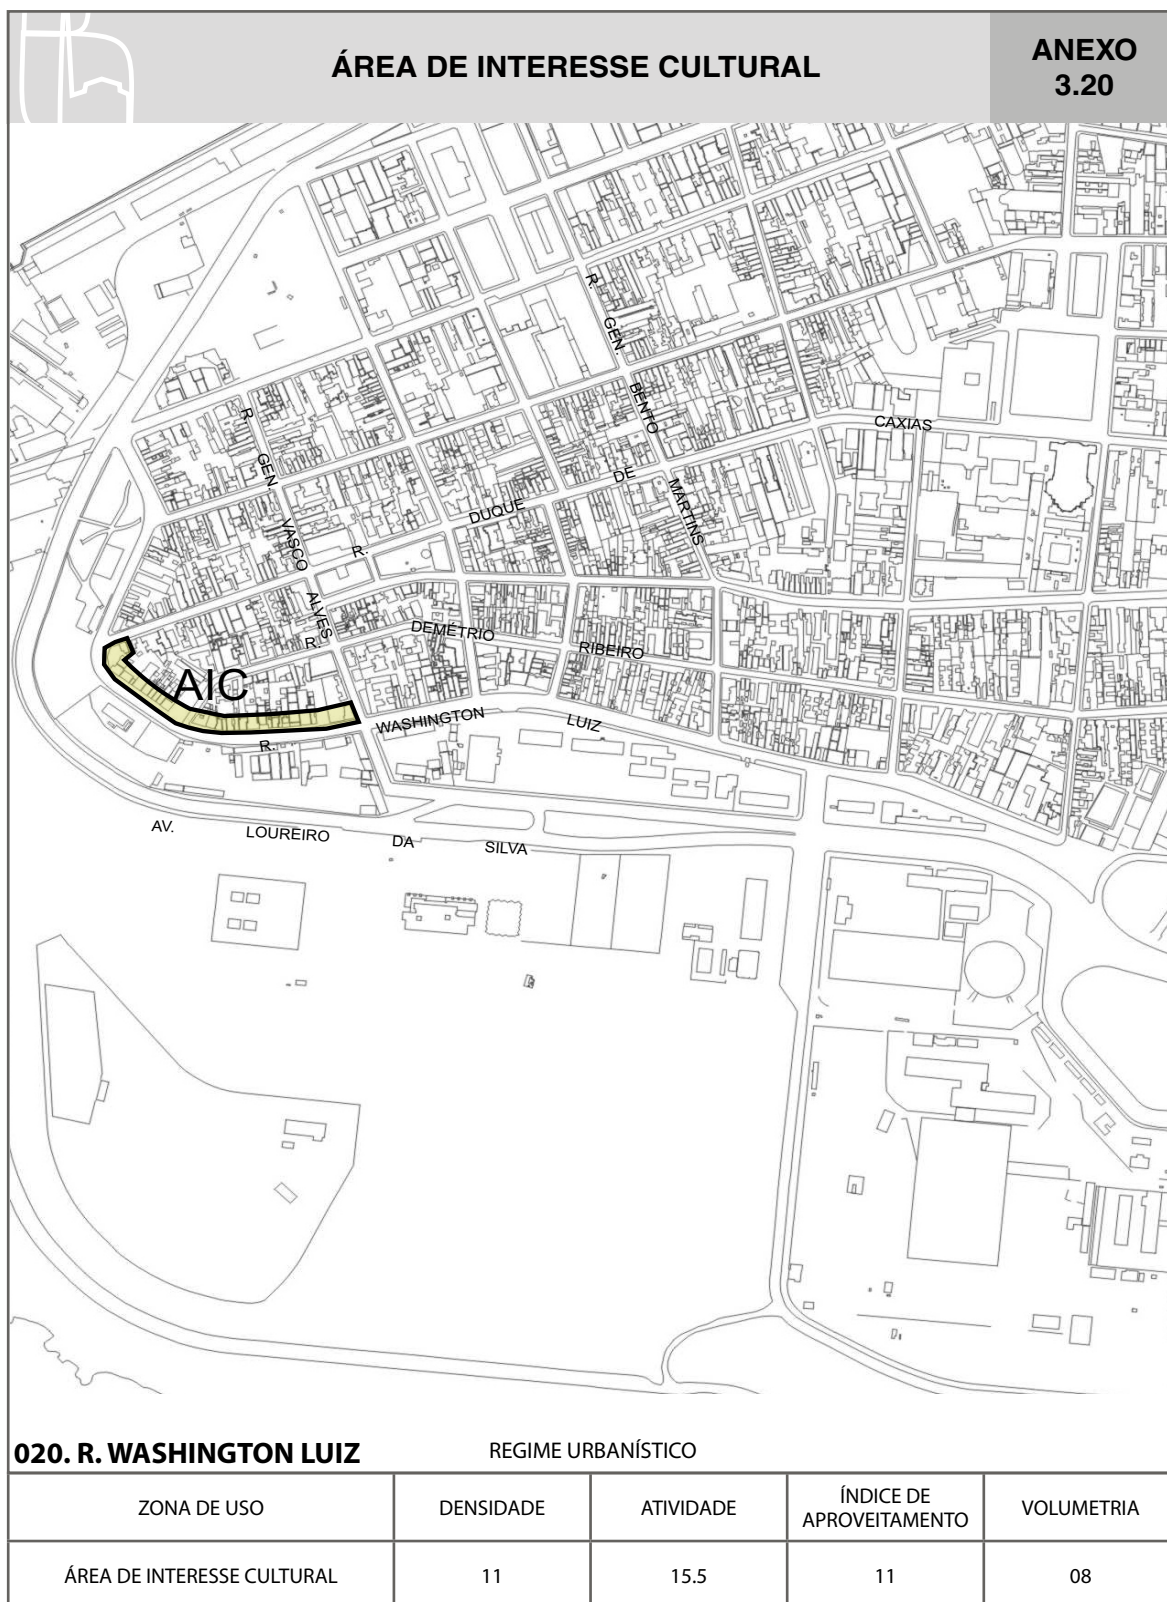 ÁREA DE INTERESSE CULTURAL
ANEXO
3.20
R.
GEN.
BENTO
MARTINS
CAXIAS
R.
GEN.
VASCO
ALVES
R.
DUQUE
DE
R.
DEMÉTRIO
RIBEIRO
AIC
R.
WASHINGTON
LUIZ
AV.
LOUREIRO
DA
SILVA
020. R. WASHINGTON LUIZ
REGIME URBANÍSTICO
ZONA DE USO
DENSIDADE
ATIVIDADE
ÍNDICE DE
APROVEITAMENTO
VOLUMETRIA
ÁREA DE INTERESSE CULTURAL
11
15.5
11
08